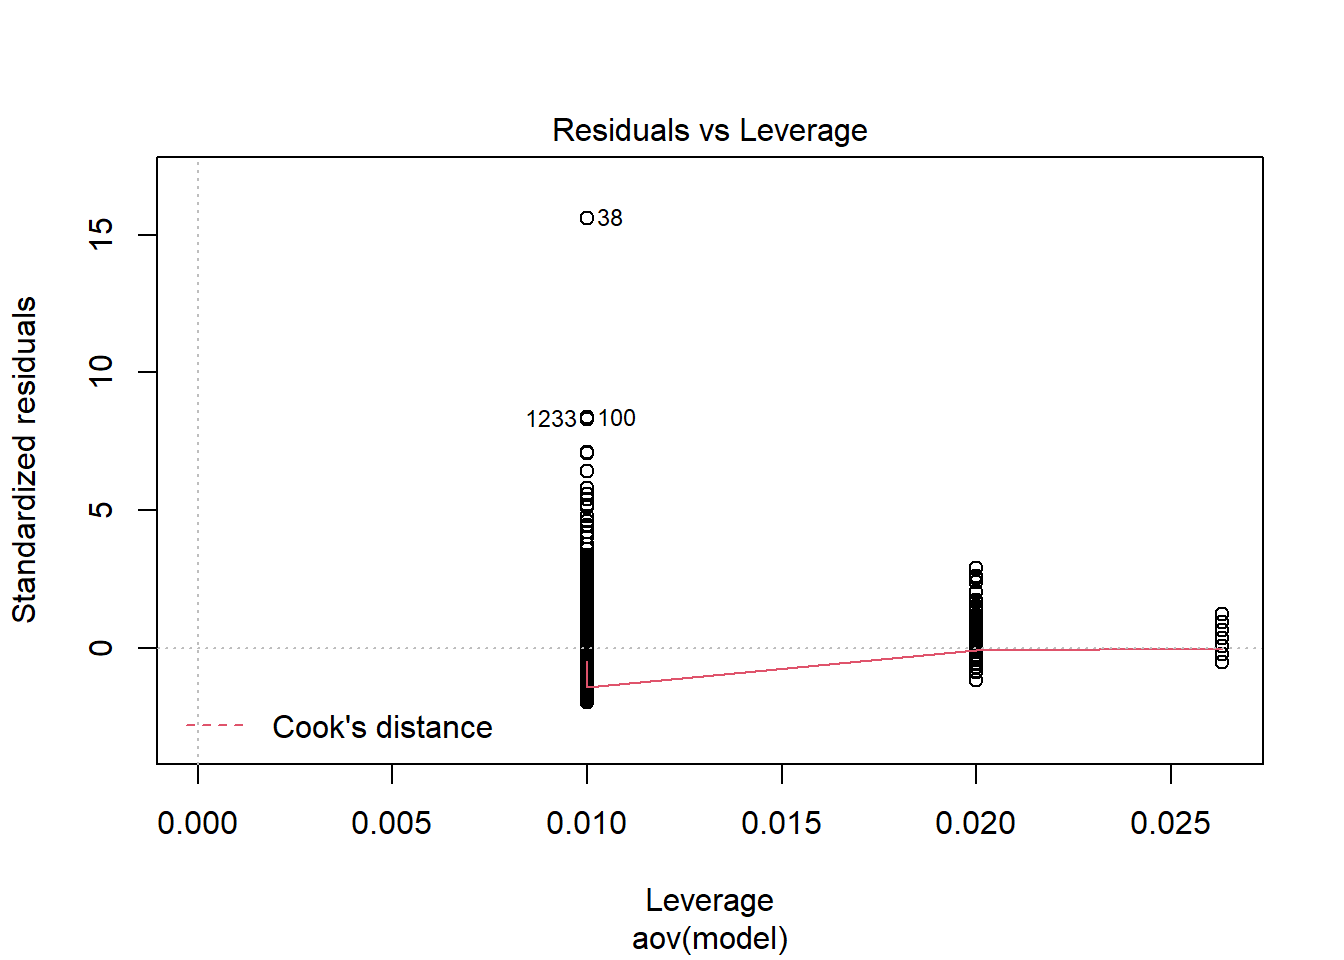 Residuals vs Leverage
Standardized residuals
15
10
5
0
38
1233 100
Cook's distance
0.000 0.005 0.010 0.015 0.020 0.025
Leverage
aov(model)